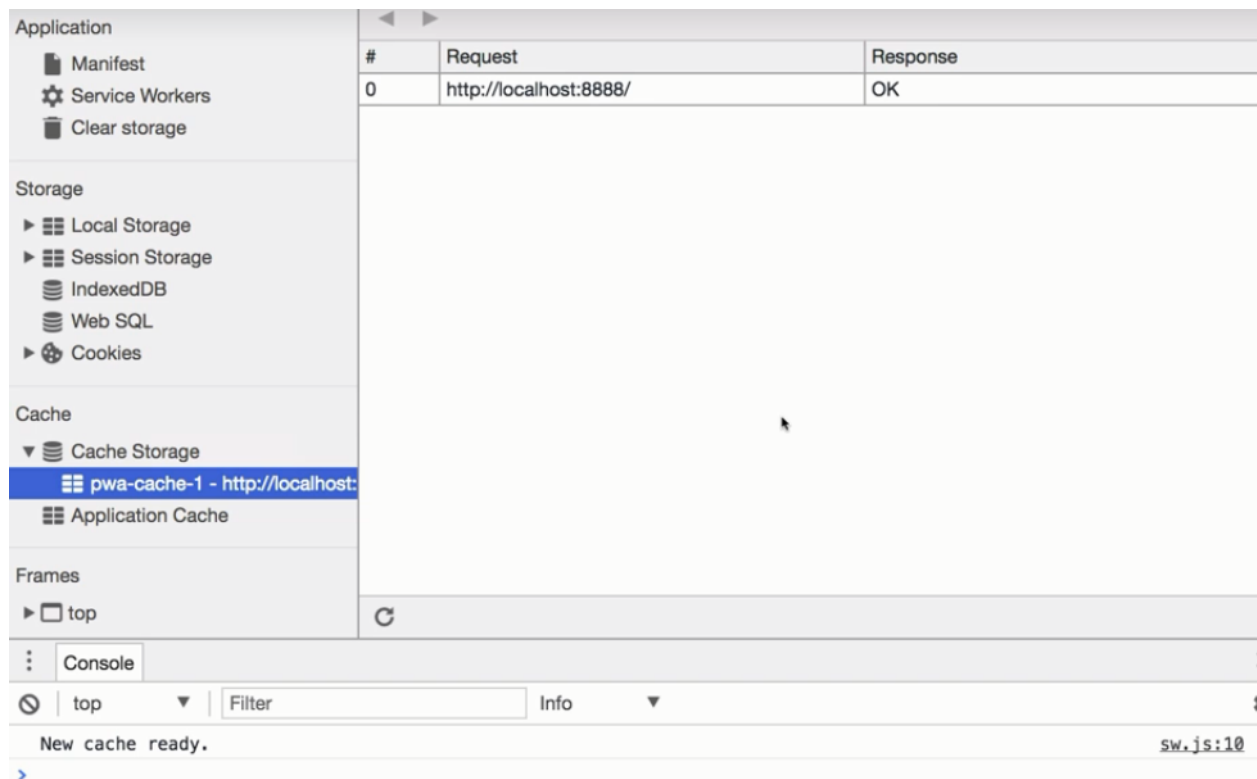 Application
Manifest
Service Workers
Clear storage
Storage
Local Storage
Session Storage
IndexedDB
Web SQL
Cookies
Cache
Cache Storage
pwa-cache-1 - http://localhost:
Application Cache
Frames
top
# Request Response
0 http://localhost:8888/ OK
Console
top Filter Info
New cache ready. sw.js:10
>